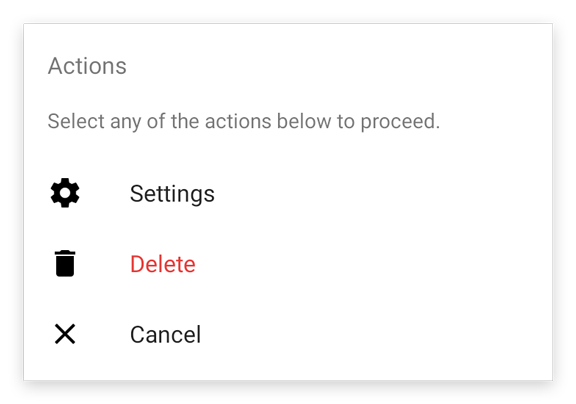 Actions
Select any of the actions below to proceed.
Settings
Delete
Cancel